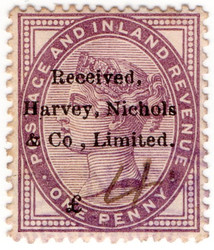 POSTAGE AND INLAND REVENUE
Received,
Harvey, Nichols
& Co , Limited.
£
ONE PENNY